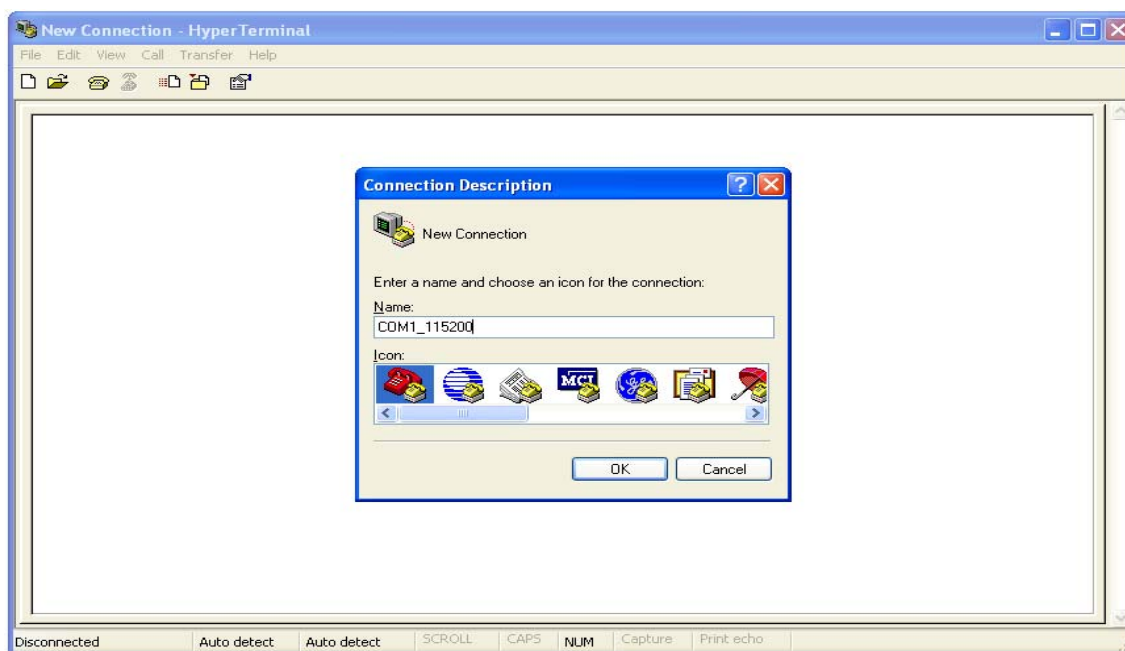 New Connection - HyperTerminal
File Edit View Call Transfer Help
Connection Description
New Connection
Enter a name and choose an icon for the connection:
Name:
COM1_115200
Icon:
MCI
OK Cancel
Disconnected Auto detect Auto detect SCROLL CAPS NUM Capture Print echo